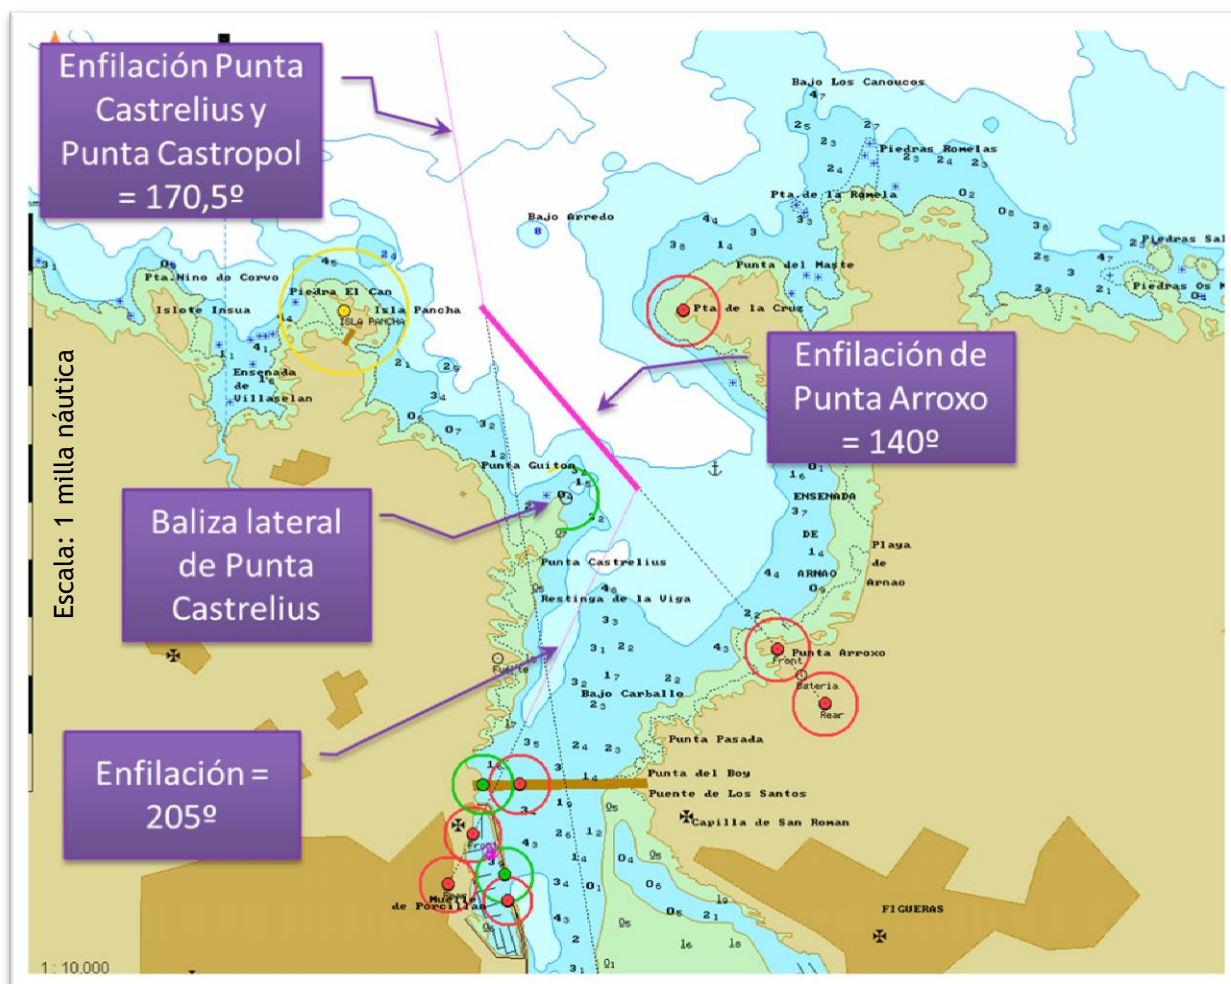 Enfilación Punta
Castrelius y
Punta Castropol
= 170,5º
Bajo Los Canoucos
Piedras Romelas
Pta.de la Romela
Bajo Arredo
Piedras Sal
Pta.Nino do Corvo
Punta del Maste
Piedras Os M
Piedra El Can
Islote Insua
Isla Pancha
ISLA PANCHA
Pta de la Cruz
Enfilación de
Punta Arroxo
= 140º
Ensenada
de
Villaselan
Escala: 1 milla náutica
Punta Guiton
ENSENADA
DE
ARNAO
Playa
de
Arnao
Baliza lateral
de Punta
Castrelius
Punta Castrelius
Restinga de la Viga
Punta Arroxo
Front
Fuerte
Bateria
Rear
Bajo Carballo
Enfilación =
205º
Punta Pasada
Punta del Boy
Puente de Los Santos
Capilla de San Roman
Front
Rear
Muelle
de Porcillan
FIGUERAS
1 : 10.000